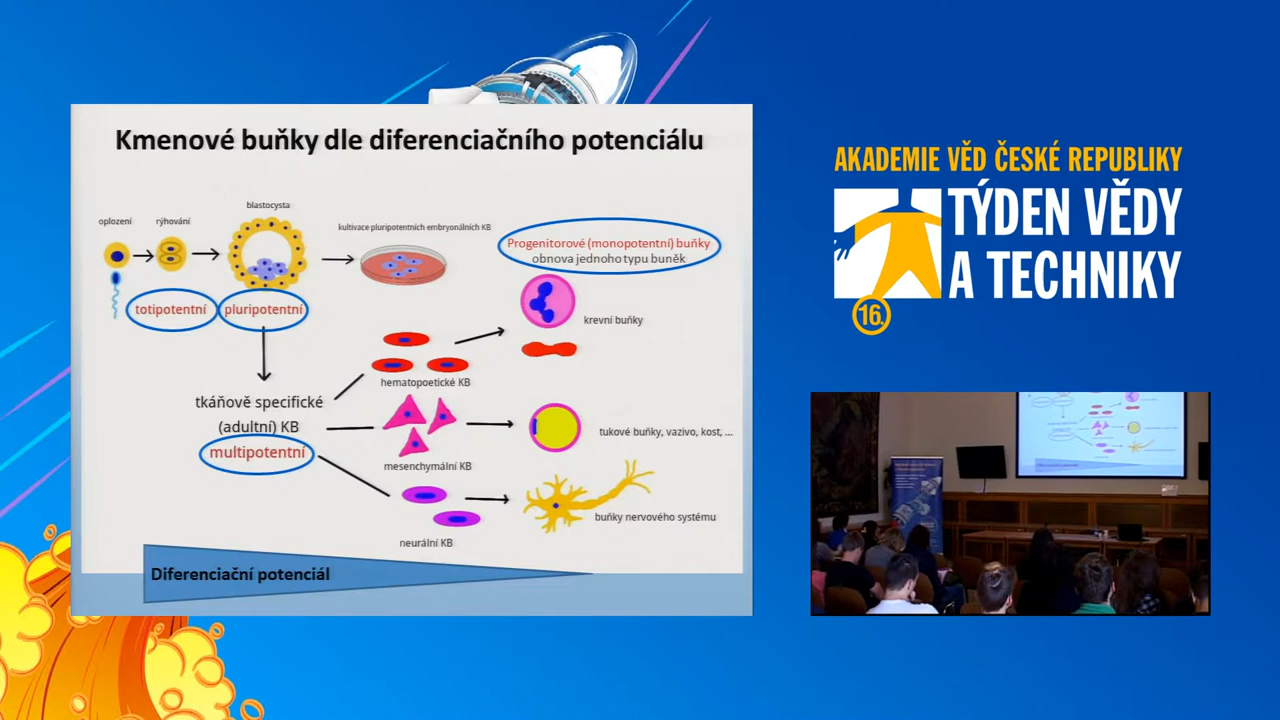 Kmenové buňky dle diferenciačního potenciálu
oplození
rýhování
blastocysta
kultivace pluripotentních embryonálních KB
Progenitorové (monopotentní) buňky
obnova jednoho typu buněk
totipotentní
pluripotentní
krevní buňky
hematopoetické KB
tkáňově specifické
(adultní) KB
multipotentní
mesenchymální KB
tukové buňky, vazivo, kost, ...
neurální KB
buňky nervového systému
Diferenciační potenciál
AKADEMIE VĚD ČESKÉ REPUBLIKY
TÝDEN VĚDY
A TECHNIKY
16.